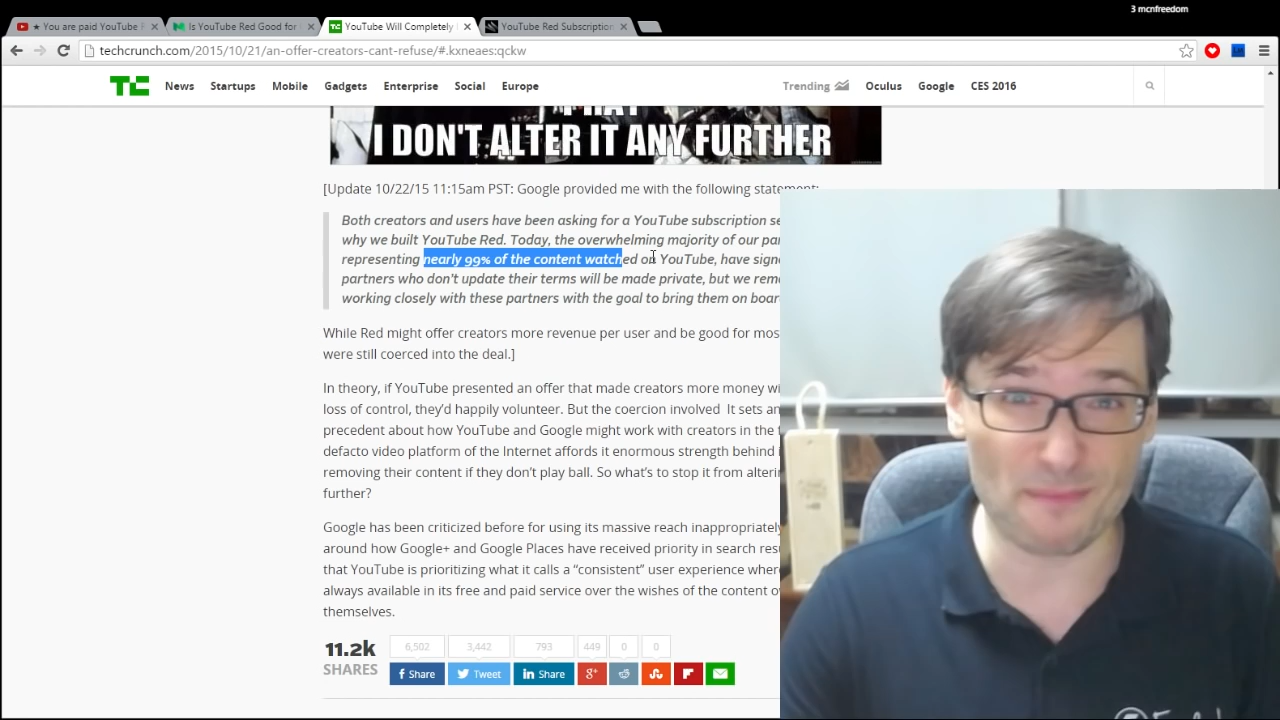 3 mcnfreedom
★ You are paid YouTube
Is YouTube Red Good for
YouTube Will Completely
YouTube Red Subscription
techcrunch.com/2015/10/21/an-offer-creators-cant-refuse/#.kxneaes:qckw
TC News Startups Mobile Gadgets Enterprise Social Europe Trending Oculus Google CES 2016
I DON'T ALTER IT ANY FURTHER
[Update 10/22/15 11:15am PST: Google provided me with the following statement:
Both creators and users have been asking for a YouTube subscription
why we built YouTube Red. Today, the overwhelming majority of our
representing nearly 99% of the content watched on YouTube, have
partners who don't update their terms will be made private, but we
working closely with these partners with the goal to bring them on
While Red might offer creators more revenue per user and be good for
were still coerced into the deal.]
In theory, if YouTube presented an offer that made creators more money
loss of control, they'd happily volunteer. But the coercion involved It sets
precedent about how YouTube and Google might work with creators in the
defacto video platform of the Internet affords it enormous strength behind
removing their content if they don't play ball. So what's to stop it from
further?
Google has been criticized before for using its massive reach inappropriately
around how Google+ and Google Places have received priority in search
that YouTube is prioritizing what it calls a “consistent” user experience
always available in its free and paid service over the wishes of the content
themselves.
11.2k 6,502 3,442 793 449 0 0
SHARES f Share Tweet in Share g+